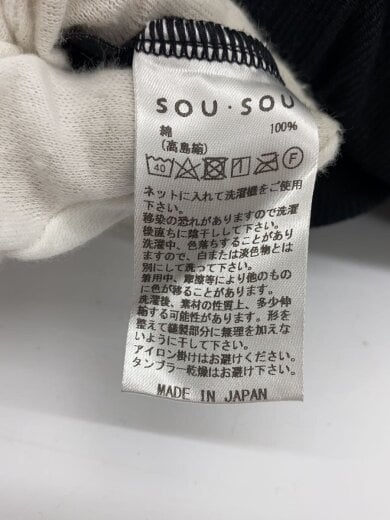 SOU・SOU
綿 100%
(高島縮)
40 F
ネットに入れて洗濯機をご使用
下さい。
移染の恐れがありますので洗濯
後直ちに陰干しして下さい。
洗濯中、色落ちすることがあり
ますので、白または淡色物とは
別にして洗って下さい。
着用中、摩擦等により他のもの
に色が移ることがあります。
洗濯後、素材の性質上、多少伸
縮する可能性があります。形を
整えて縫製部分に無理を加えな
いように干して下さい。
アイロン掛けはお避けください。
タンブラー乾燥はお避け下さい。
MADE IN JAPAN